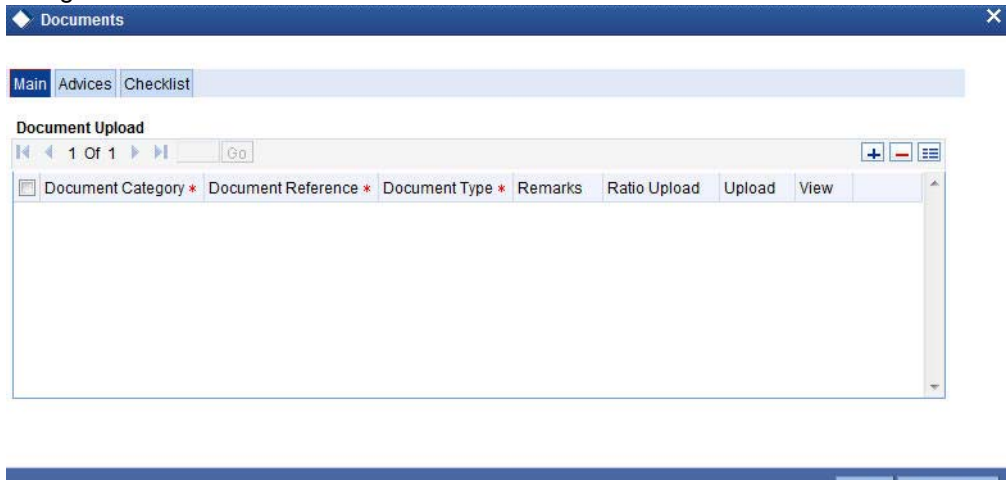 Documents
Main Advices Checklist
Document Upload
1 Of 1 Go
Document Category * Document Reference * Document Type * Remarks Ratio Upload Upload View